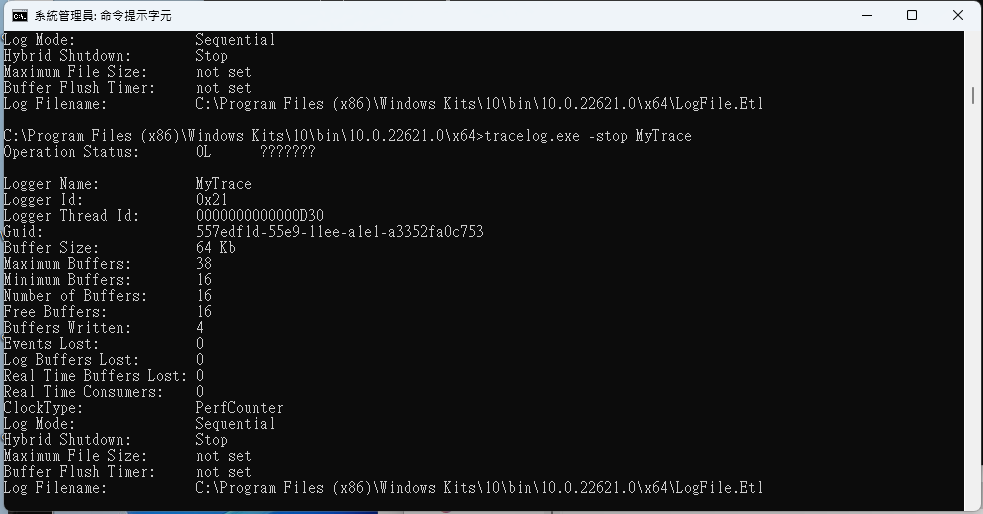 系統管理員: 命令提示字元
Log Mode: Sequential
Hybrid Shutdown: Stop
Maximum File Size: not set
Buffer Flush Timer: not set
Log Filename: C:\Program Files (x86)\Windows Kits\10\bin\10.0.22621.0\x64\LogFile.Etl
C:\Program Files (x86)\Windows Kits\10\bin\10.0.22621.0\x64>tracelog.exe -stop MyTrace
Operation Status: 0L ???????
Logger Name: MyTrace
Logger Id: 0x21
Logger Thread Id: 0000000000000D30
Guid: 557edf1d-55e9-11ee-a1e1-a3352fa0c753
Buffer Size: 64 Kb
Maximum Buffers: 38
Minimum Buffers: 16
Number of Buffers: 16
Free Buffers: 16
Buffers Written: 4
Events Lost: 0
Log Buffers Lost: 0
Real Time Buffers Lost: 0
Real Time Consumers: 0
ClockType: PerfCounter
Log Mode: Sequential
Hybrid Shutdown: Stop
Maximum File Size: not set
Buffer Flush Timer: not set
Log Filename: C:\Program Files (x86)\Windows Kits\10\bin\10.0.22621.0\x64\LogFile.Etl